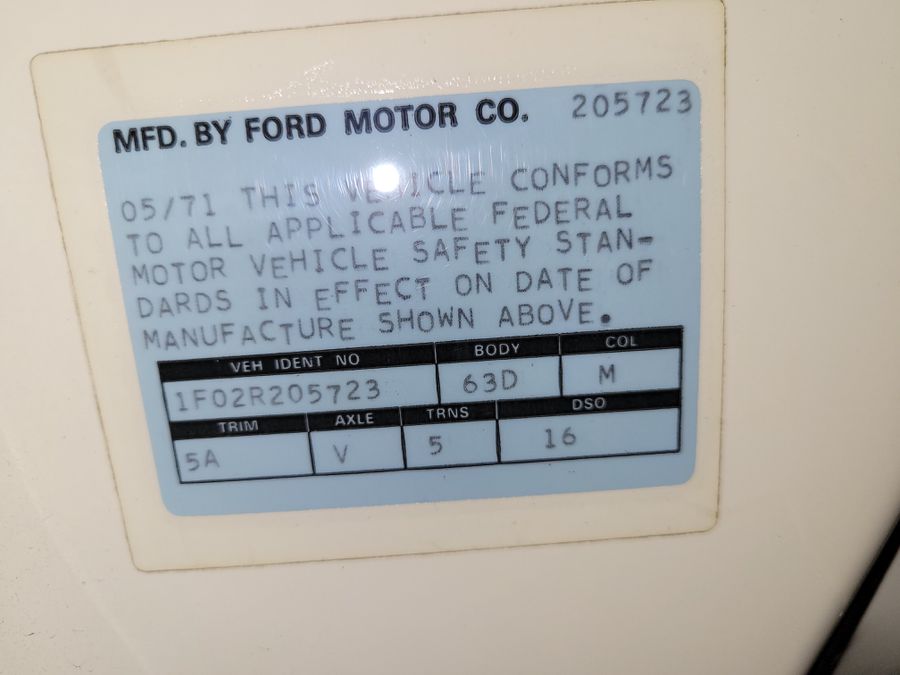 MFD. BY FORD MOTOR CO. 205723
05/71 THIS VEHICLE CONFORMS
TO ALL APPLICABLE FEDERAL
MOTOR VEHICLE SAFETY STAN-
DARDS IN EFFECT ON DATE OF
MANUFACTURE SHOWN ABOVE.
VEH IDENT NO BODY COL
1F02R205723 63D M
TRIM AXLE TRNS DSO
5A V 5 16